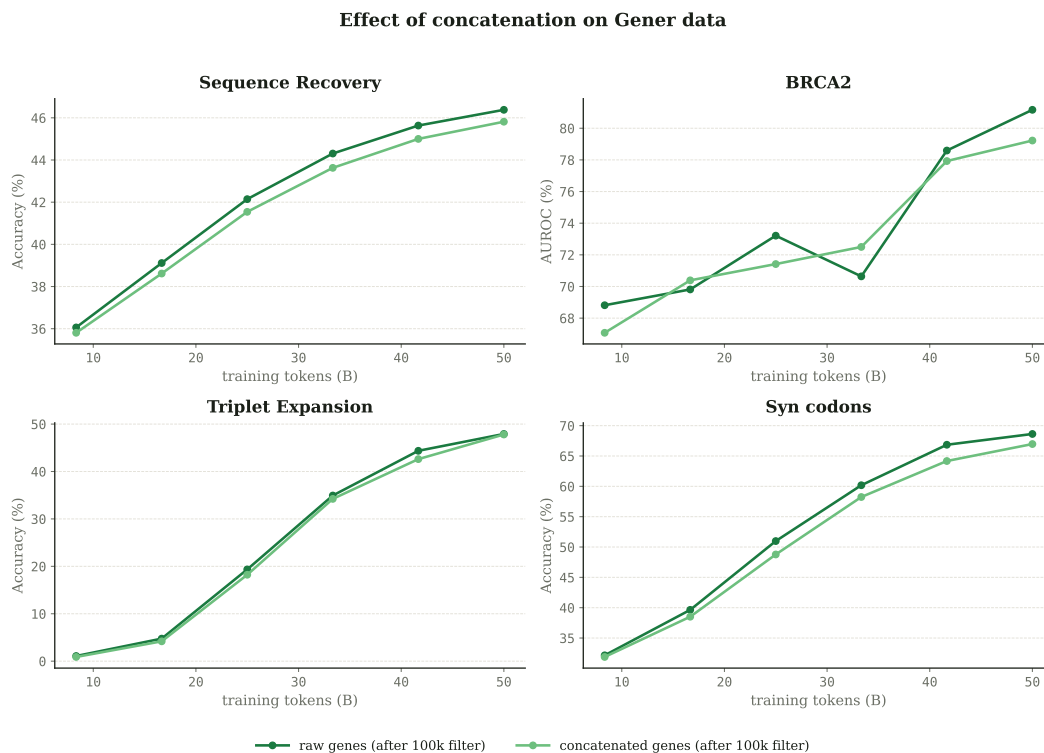 Effect of concatenation on Gener data
Sequence Recovery
Accuracy (%)
46
44
42
40
38
36
10 20 30 40 50
training tokens (B)
BRCA2
AUROC (%)
80
78
76
74
72
70
68
10 20 30 40 50
training tokens (B)
Triplet Expansion
Accuracy (%)
50
40
30
20
10
0
10 20 30 40 50
training tokens (B)
Syn codons
Accuracy (%)
70
65
60
55
50
45
40
35
10 20 30 40 50
training tokens (B)
raw genes (after 100k filter) concatenated genes (after 100k filter)